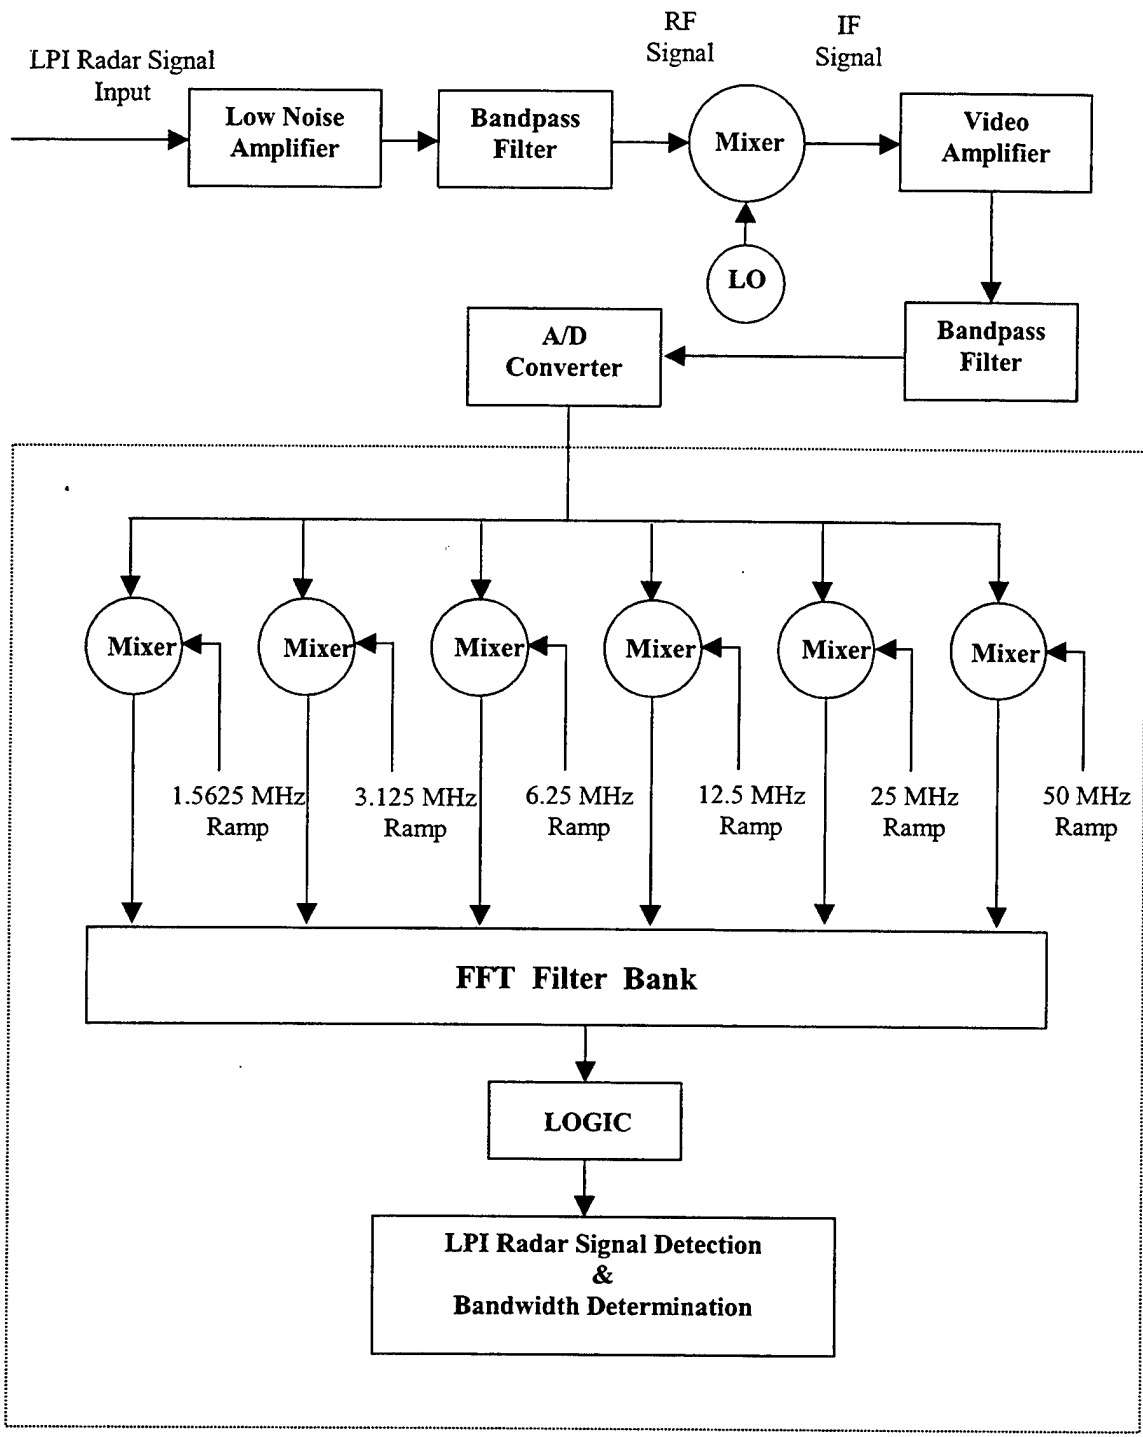 LPI Radar Signal
Input
RF
Signal
IF
Signal
Low Noise
Amplifier
Bandpass
Filter
Mixer
Video
Amplifier
LO
A/D
Converter
Bandpass
Filter
Mixer
Mixer
Mixer
Mixer
Mixer
Mixer
1.5625 MHz
Ramp
3.125 MHz
Ramp
6.25 MHz
Ramp
12.5 MHz
Ramp
25 MHz
Ramp
50 MHz
Ramp
FFT Filter Bank
LOGIC
LPI Radar Signal Detection
&
Bandwidth Determination